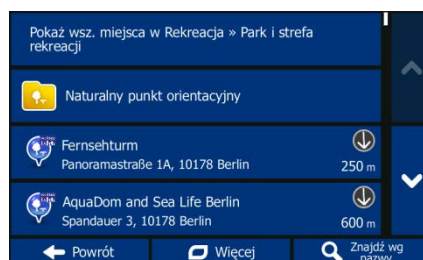 Pokaż wsz. miejsca w Rekreacja » Park i strefa
rekreacji
Naturalny punkt orientacyjny
Fernsehturm
Panoramastraße 1A, 10178 Berlin
250 m
AquaDom and Sea Life Berlin
Spandauer 3, 10178 Berlin
600 m
Powrót
Więcej
Znajdź wg
nazwy